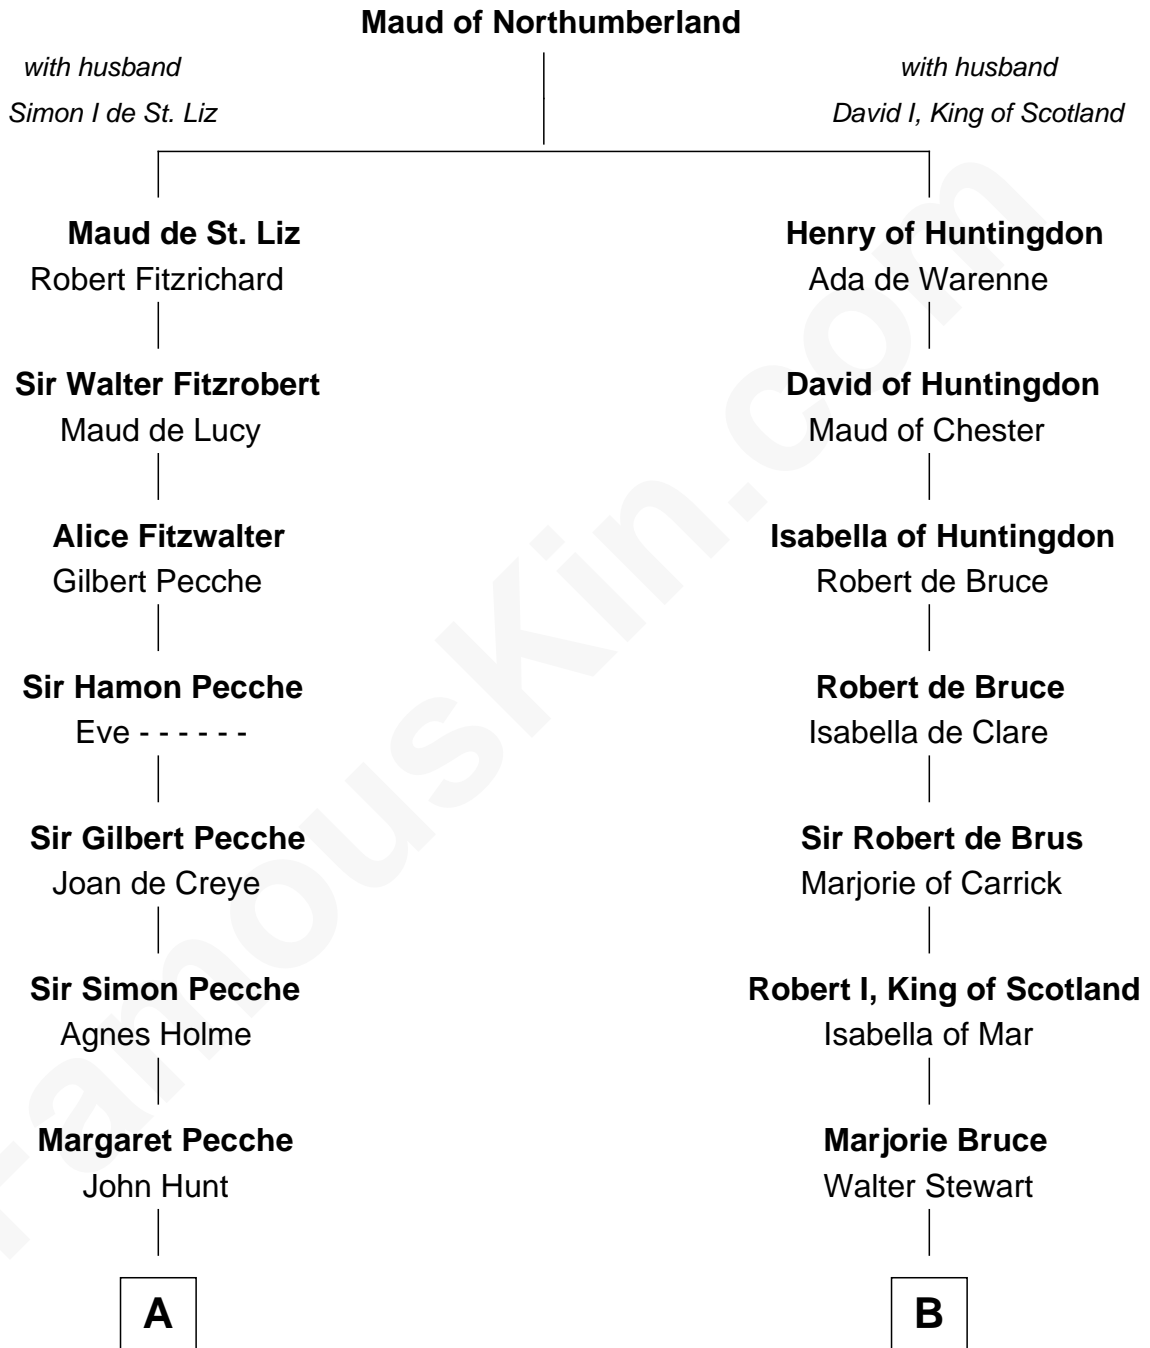 Maud of Northumberland
with husband
Simon I de St. Liz
with husband
David I, King of Scotland
Maud de St. Liz
Robert Fitzrichard
Henry of Huntingdon
Ada de Warenne
Sir Walter Fitzrobert
Maud de Lucy
David of Huntingdon
Maud of Chester
Alice Fitzwalter
Gilbert Pecche
Isabella of Huntingdon
Robert de Bruce
Sir Hamon Pecche
Eve - - - - - -
Robert de Bruce
Isabella de Clare
Sir Gilbert Pecche
Joan de Creye
Sir Robert de Brus
Marjorie of Carrick
Sir Simon Pecche
Agnes Holme
Robert I, King of Scotland
Isabella of Mar
Margaret Pecche
John Hunt
Marjorie Bruce
Walter Stewart
A
B
FamousKin.com